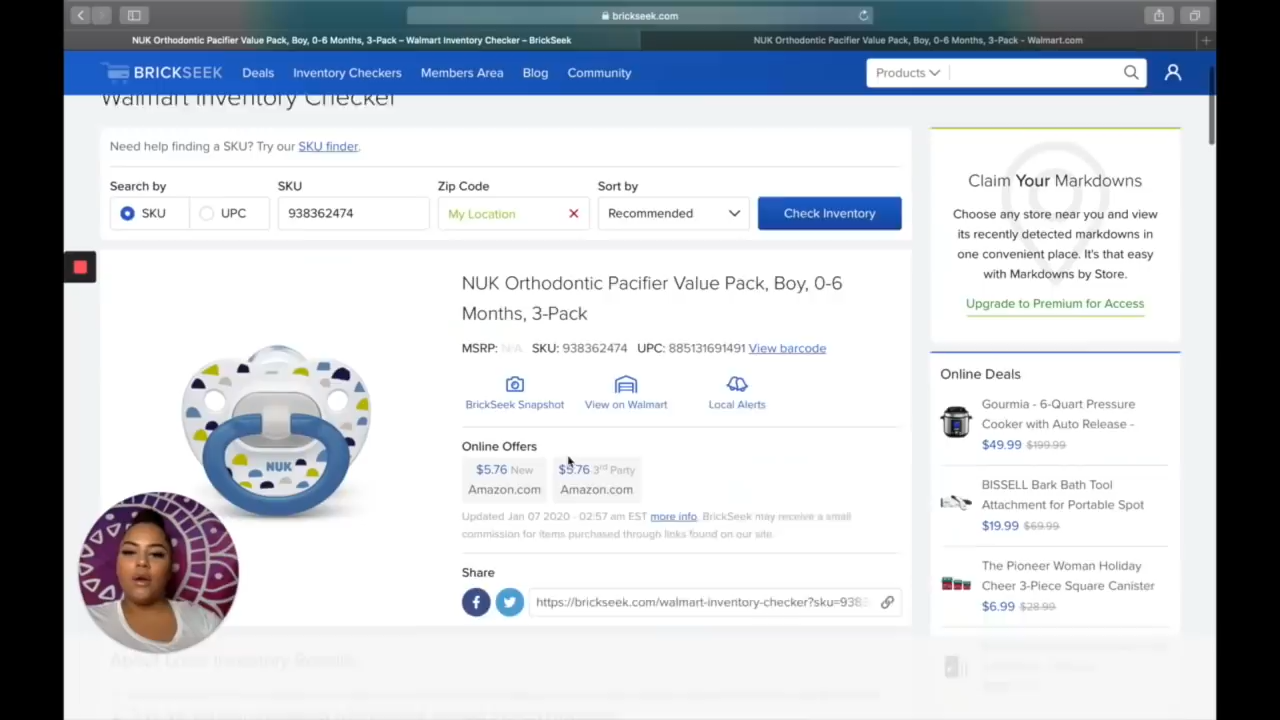 brickseek.com
NUK Orthodontic Pacifier Value Pack, Boy, 0-6 Months, 3-Pack – Walmart Inventory Checker – BrickSeek
NUK Orthodontic Pacifier Value Pack, Boy, 0-6 Months, 3-Pack - Walmart.com
BRICKSEEK
Deals
Inventory Checkers
Members Area
Blog
Community
Products
Walmart Inventory Checker
Need help finding a SKU? Try our SKU finder.
Search by
SKU
Zip Code
Sort by
SKU
UPC
938362474
My Location
Recommended
Check Inventory
NUK Orthodontic Pacifier Value Pack, Boy, 0-6
Months, 3-Pack
MSRP: N/A SKU: 938362474 UPC: 885131691491 View barcode
BrickSeek Snapshot
View on Walmart
Local Alerts
Online Offers
$5.76 New
Amazon.com
$5.76 3rd Party
Amazon.com
Updated Jan 07 2020 - 02:57 am EST more info. BrickSeek may receive a small
commission for items purchased through links found on our site.
Share
https://brickseek.com/walmart-inventory-checker?sku=938
NUK
Claim Your Markdowns
Choose any store near you and view
its recently detected markdowns in
one convenient place. It's that easy
with Markdowns by Store.
Upgrade to Premium for Access
Online Deals
Gourmia - 6-Quart Pressure
Cooker with Auto Release -
$49.99 $199.99
BISSELL Bark Bath Tool
Attachment for Portable Spot
$19.99 $69.99
The Pioneer Woman Holiday
Cheer 3-Piece Square Canister
$6.99 $28.99